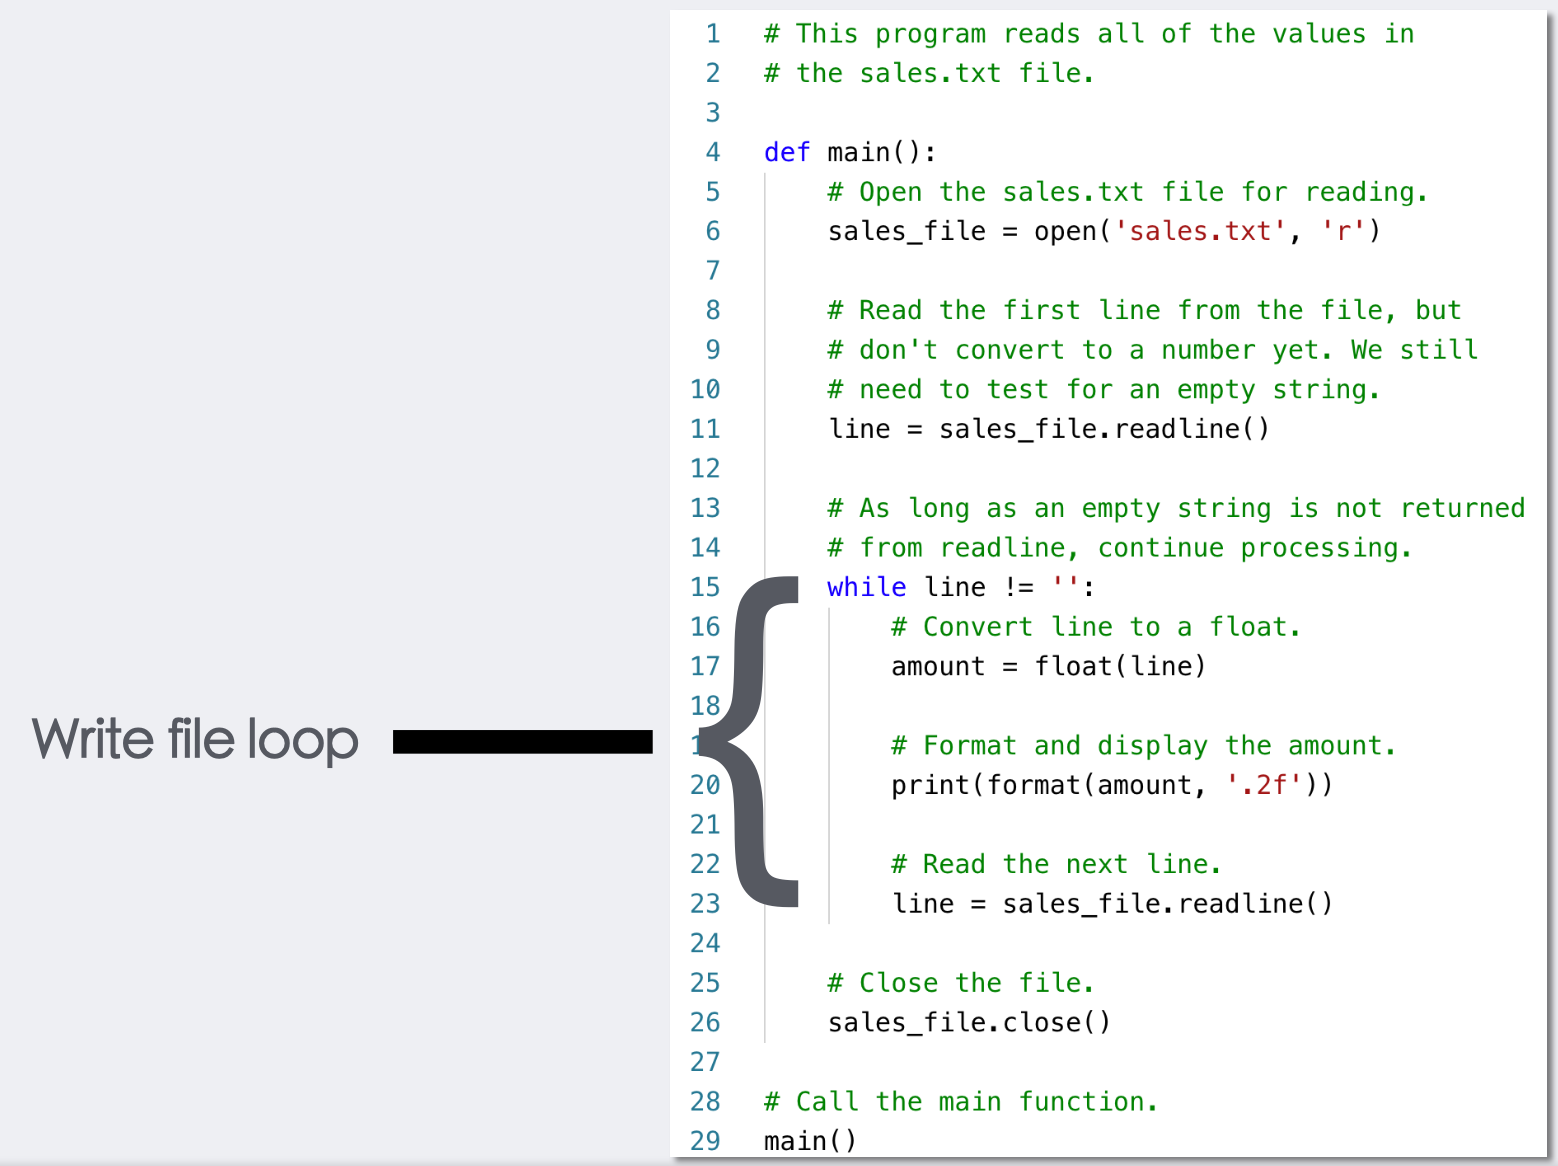 1 # This program reads all of the values in
2 # the sales.txt file.
3
4 def main():
5     # Open the sales.txt file for reading.
6     sales_file = open('sales.txt', 'r')
7
8     # Read the first line from the file, but
9     # don't convert to a number yet. We still
10     # need to test for an empty string.
11     line = sales_file.readline()
12
13     # As long as an empty string is not returned
14     # from readline, continue processing.
15     while line != '':
16         # Convert line to a float.
17         amount = float(line)
18
Write file loop
{
1         # Format and display the amount.
20         print(format(amount, '.2f'))
21
22         # Read the next line.
23         line = sales_file.readline()
24
25     # Close the file.
26     sales_file.close()
27
28 # Call the main function.
29 main()